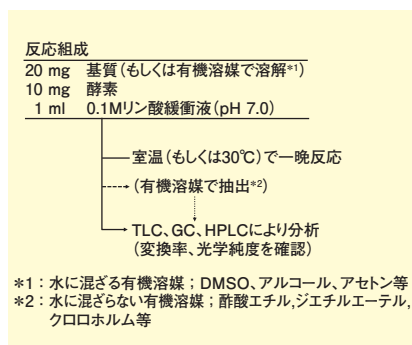 反応組成
20 mg 基質(もしくは有機溶媒で溶解*1)
10 mg 酵素
1 ml 0.1Mリン酸緩衝液(pH 7.0)
室温(もしくは30℃)で一晩反応
(有機溶媒で抽出*2)
TLC、GC、HPLCにより分析
(変換率、光学純度を確認)
*1:水に混ざる有機溶媒;DMSO、アルコール、アセトン等
*2:水に混ざらない有機溶媒;酢酸エチル,ジエチルエーテル,
クロロホルム等